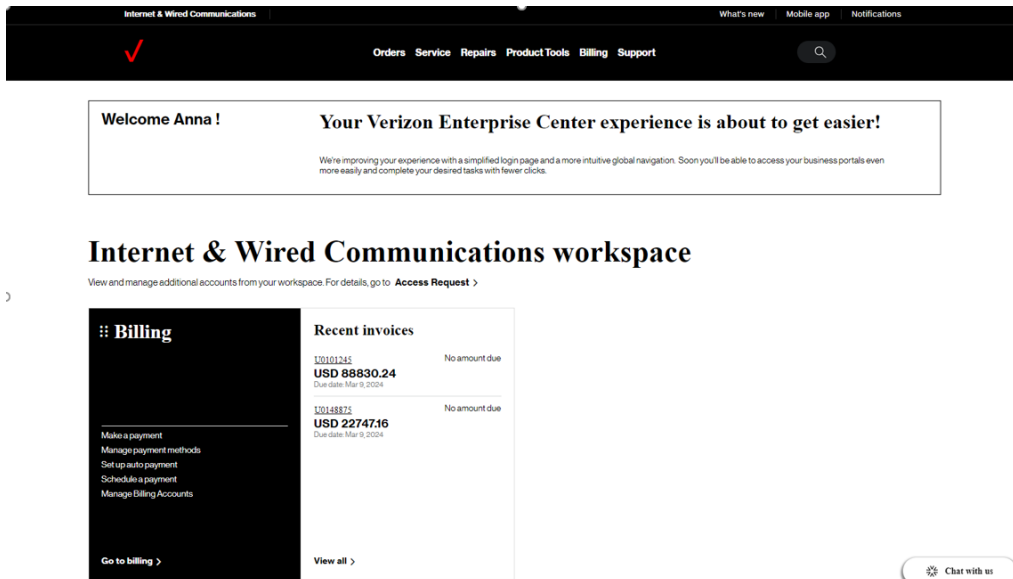 Internet & Wired Communications
What's new
Mobile app
Notifications
Orders Service Repairs Product Tools Billing Support
Welcome Anna !
Your Verizon Enterprise Center experience is about to get easier!
We're improving your experience with a simplified login page and a more intuitive global navigation. Soon you'll be able to access your business portals even
more easily and complete your desired tasks with fewer clicks.
Internet & Wired Communications workspace
View and manage additional accounts from your workspace. For details, go to Access Request >
Billing
Make a payment
Manage payment methods
Set up auto payment
Schedule a payment
Manage Billing Accounts
Go to billing >
Recent invoices
U0101245 No amount due
USD 88830.24
Due date: Mar 9, 2024
U0148875 No amount due
USD 22747.16
Due date: Mar 9, 2024
View all >
Chat with us